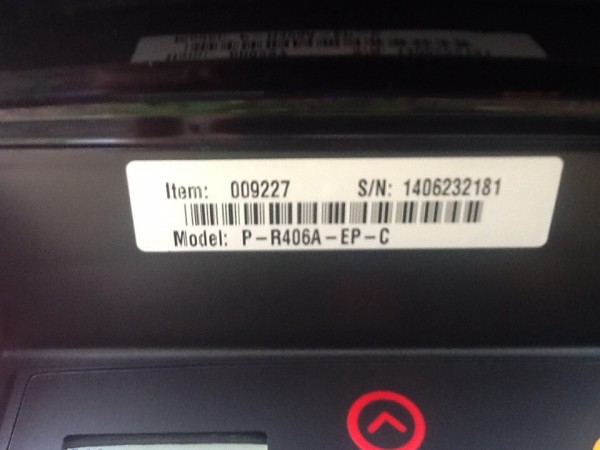 Item: 009227 S/N: 1406232181
Model: P-R406A-EP-C